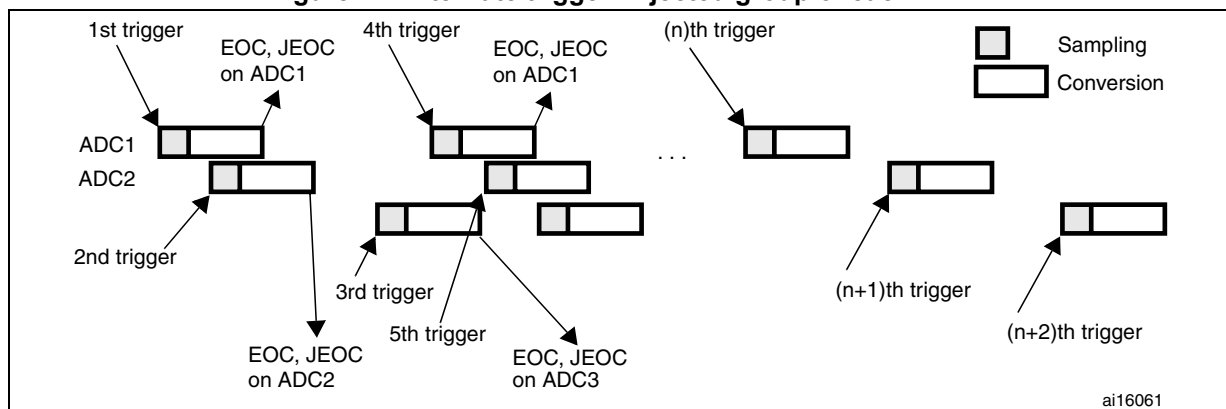 1st trigger
EOC, JEOC
on ADC1
4th trigger
EOC, JEOC
on ADC1
(n)th trigger
Sampling
Conversion
ADC1
ADC2
. . .
2nd trigger
3rd trigger
5th trigger
(n+1)th trigger
(n+2)th trigger
EOC, JEOC
on ADC2
EOC, JEOC
on ADC3
ai16061